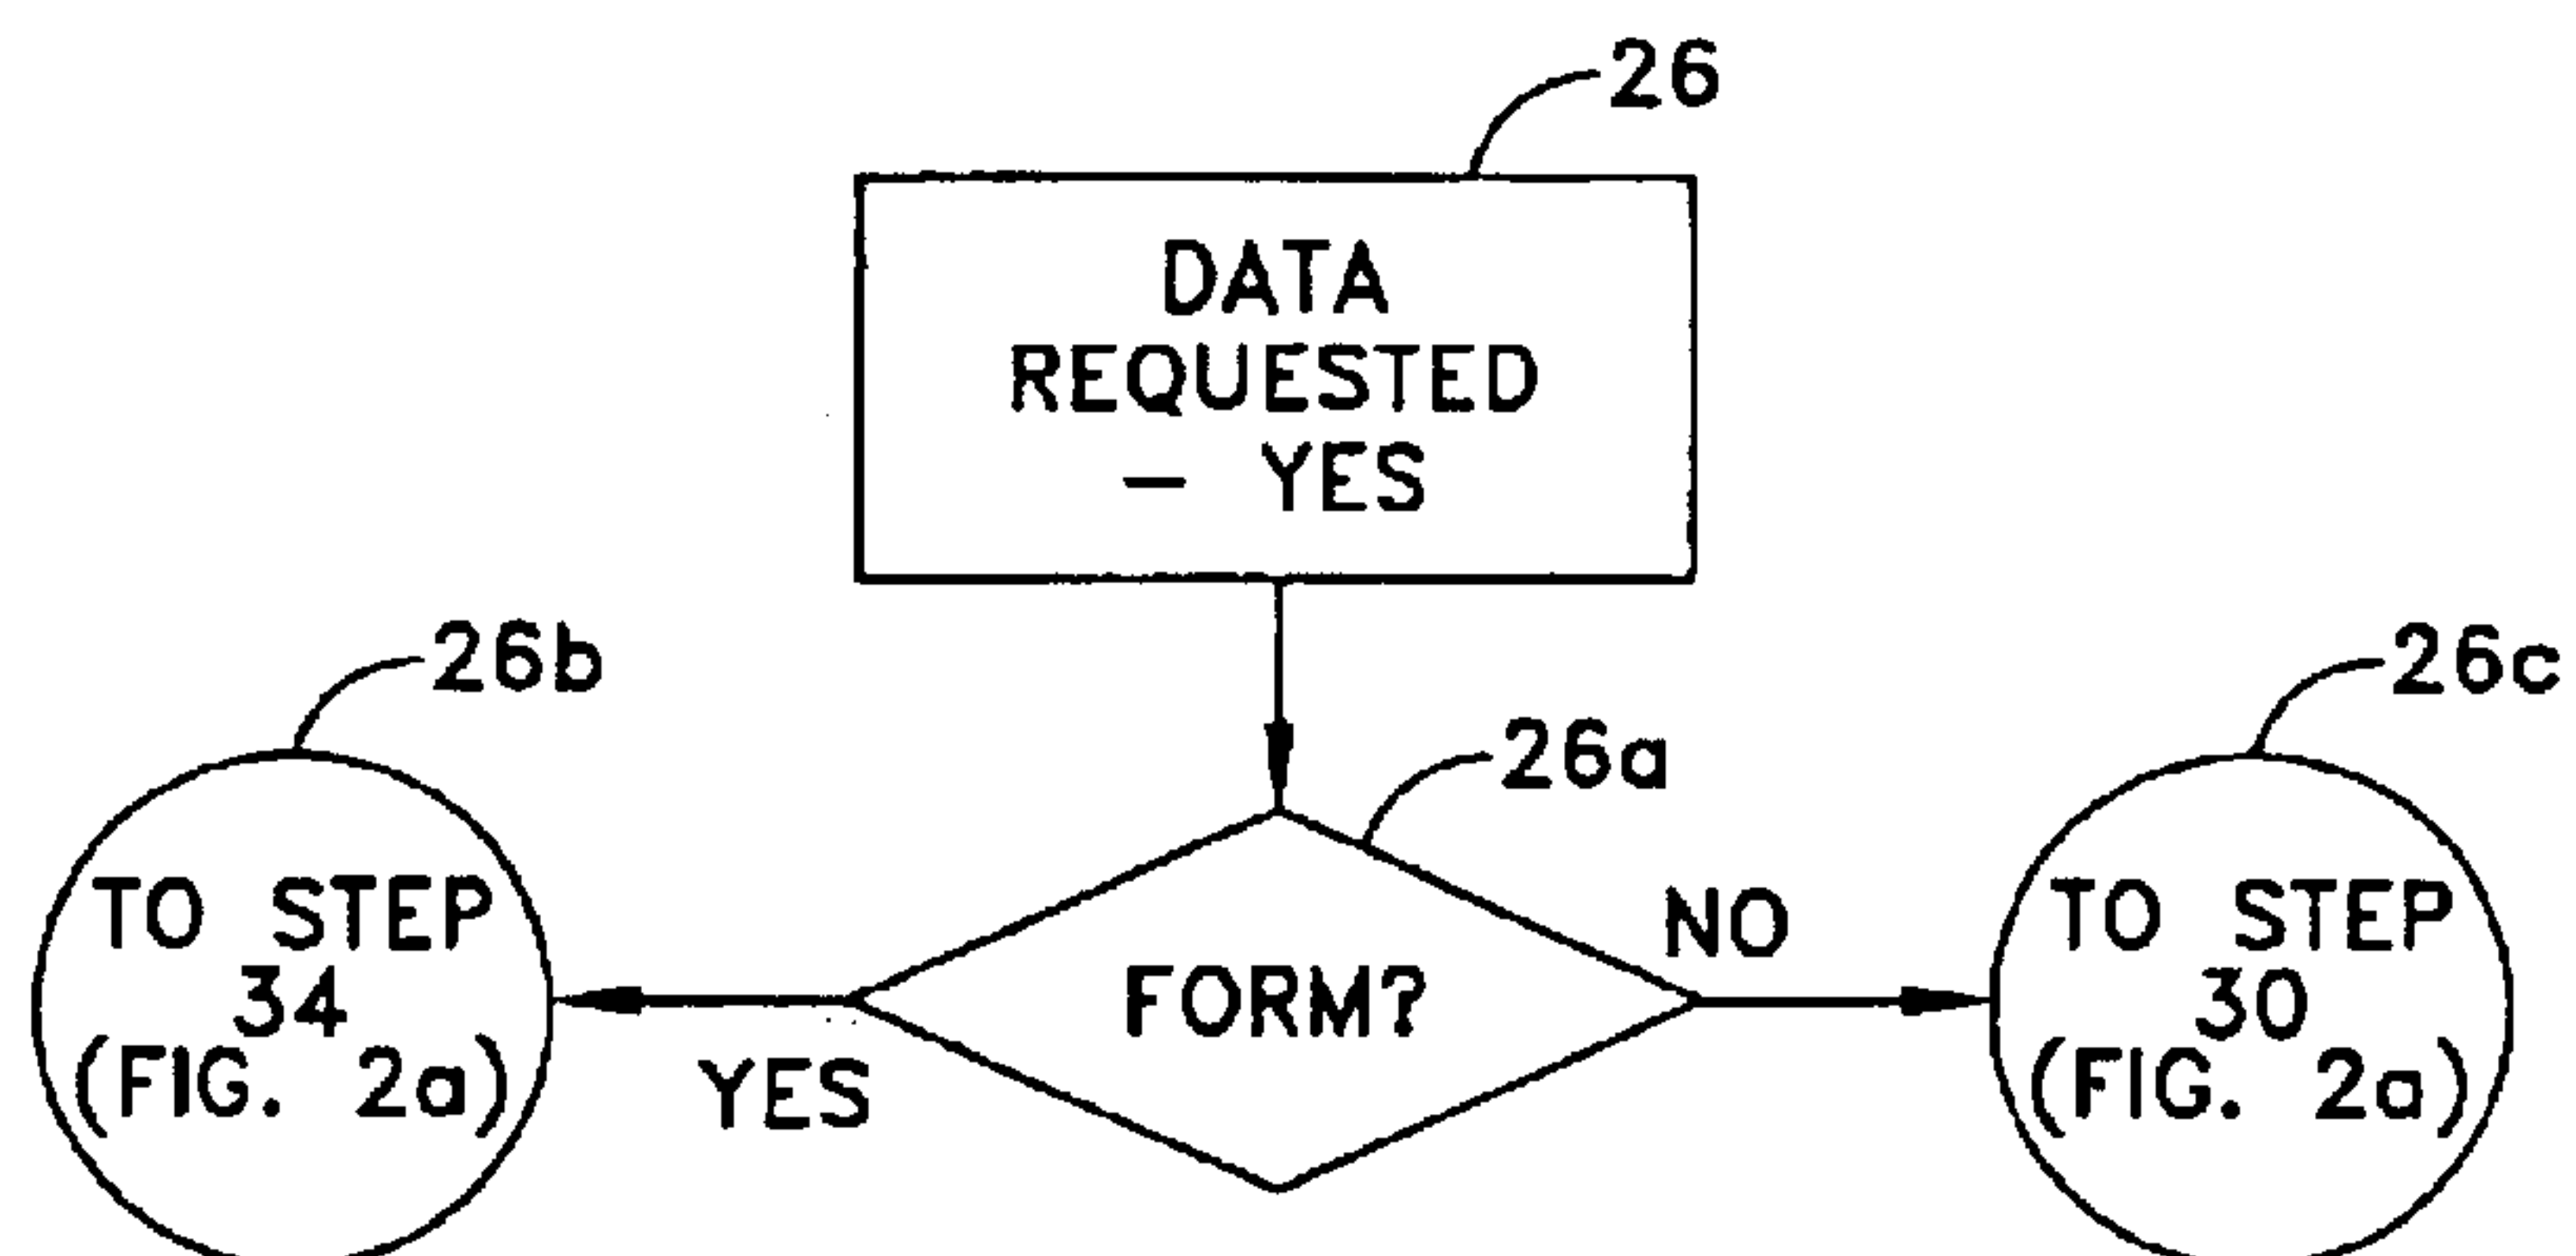 26
DATA
REQUESTED
– YES
26b
26c
26a
TO STEP
34
(FIG. 2a)
YES
FORM?
NO
TO STEP
30
(FIG. 2a)